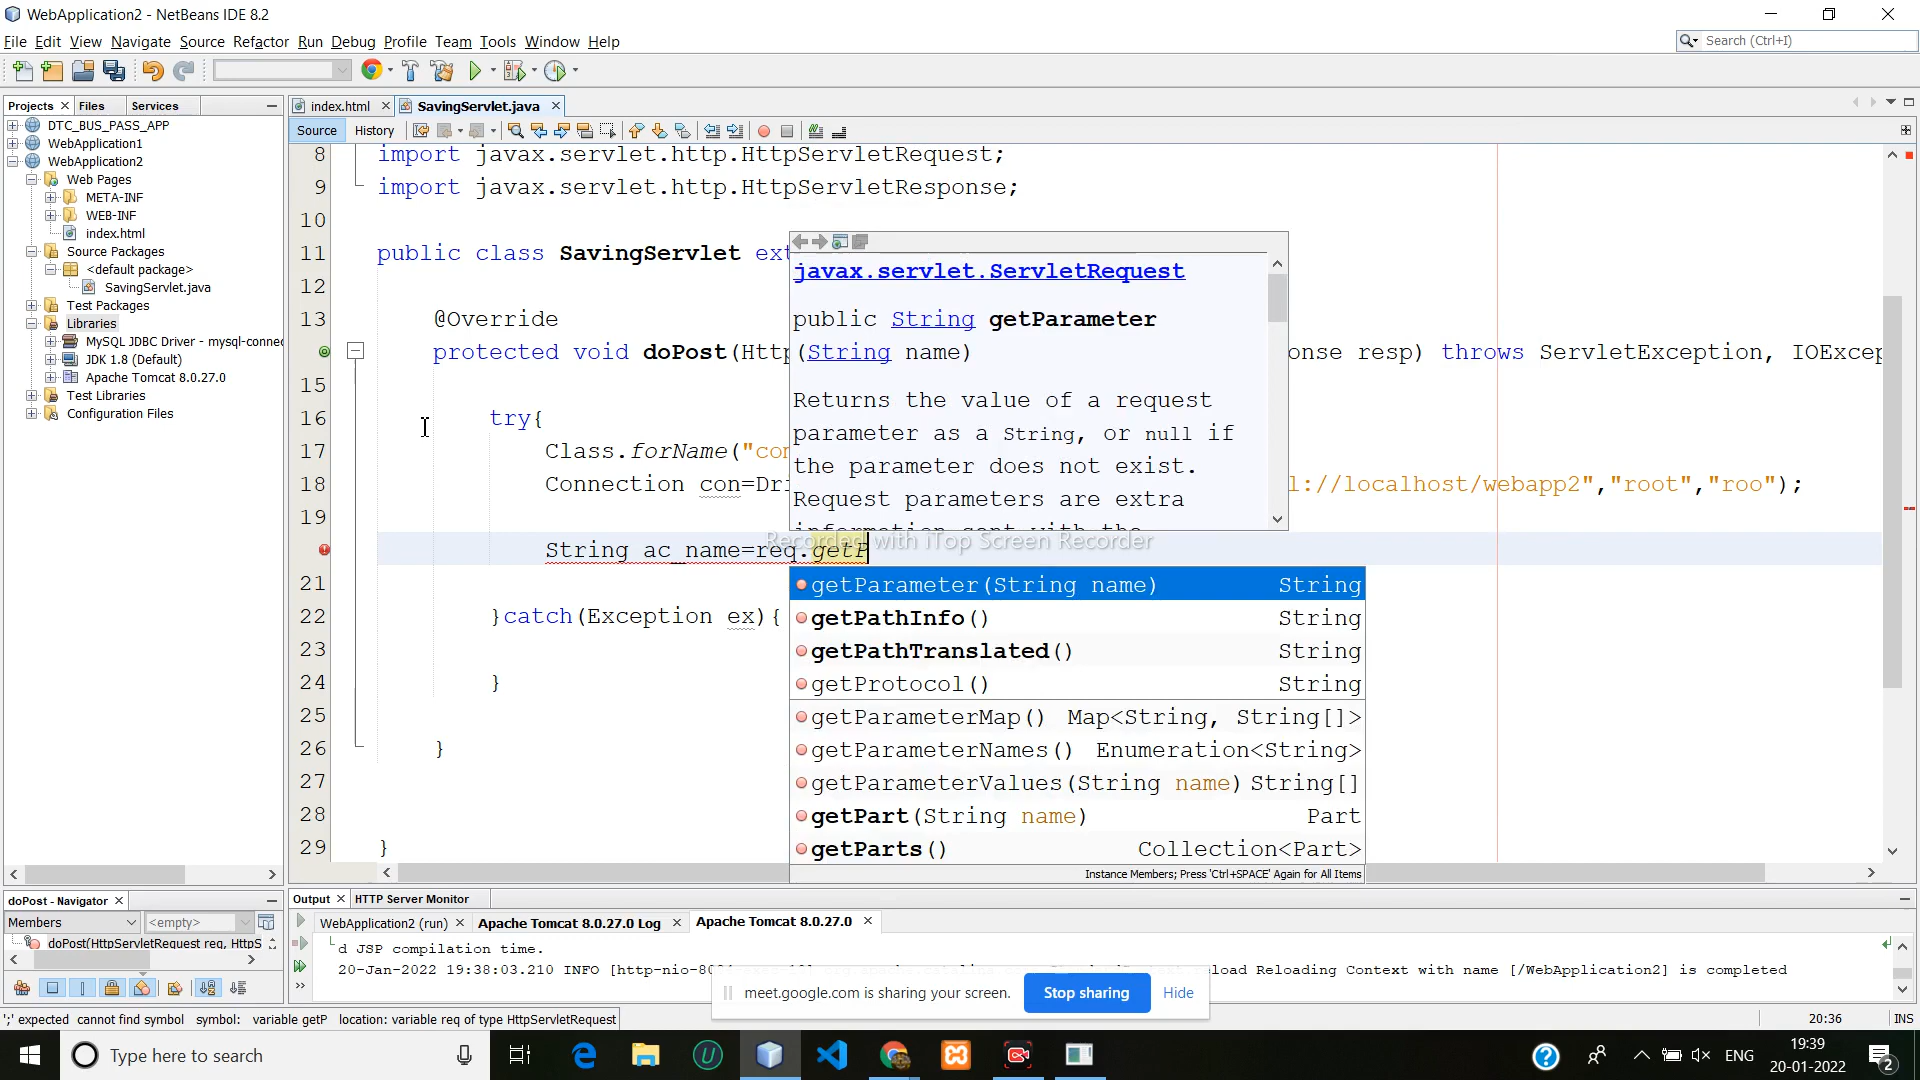 WebApplication2 - NetBeans IDE 8.2
File Edit View Navigate Source Refactor Run Debug Profile Team Tools Window Help
Search (Ctrl+I)
Projects Files Services
index.html SavingServlet.java
Source History
DTC_BUS_PASS_APP
WebApplication1
WebApplication2
Web Pages
META-INF
WEB-INF
index.html
Source Packages
<default package>
SavingServlet.java
Test Packages
Libraries
MySQL JDBC Driver - mysql-connec
JDK 1.8 (Default)
Apache Tomcat 8.0.27.0
Test Libraries
Configuration Files
8 import javax.servlet.http.HttpServletRequest;
9 import javax.servlet.http.HttpServletResponse;
10
11 public class SavingServlet ext
12
13 @Override
protected void doPost(Htt
ponse resp) throws ServletException, IOExcep
15
16 try{
17 Class.forName("com
18 Connection con=Dri
l://localhost/webapp2","root","roo");
19
String ac_name=req.getP
21
22 }catch(Exception ex){
23
24 }
25
26 }
27
28
29 }
javax.servlet.ServletRequest
public String getParameter
(String name)
Returns the value of a request
parameter as a String, or null if
the parameter does not exist.
Request parameters are extra
information sent with the
Recorded with iTop Screen Recorder
getParameter(String name) String
getPathInfo() String
getPathTranslated() String
getProtocol() String
getParameterMap() Map<String, String[]>
getParameterNames() Enumeration<String>
getParameterValues(String name) String[]
getPart(String name) Part
getParts() Collection<Part>
Instance Members; Press 'Ctrl+SPACE' Again for All Items
doPost - Navigator
Members <empty>
doPost(HttpServletRequest req, HttpS
Output HTTP Server Monitor
WebApplication2 (run) Apache Tomcat 8.0.27.0 Log Apache Tomcat 8.0.27.0
d JSP compilation time.
20-Jan-2022 19:38:03.210 INFO [http-nio-80
eload Reloading Context with name [/WebApplication2] is completed
meet.google.com is sharing your screen. Stop sharing Hide
';' expected cannot find symbol symbol: variable getP location: variable req of type HttpServletRequest
20:36 INS
Type here to search
ENG
19:39
20-01-2022
2